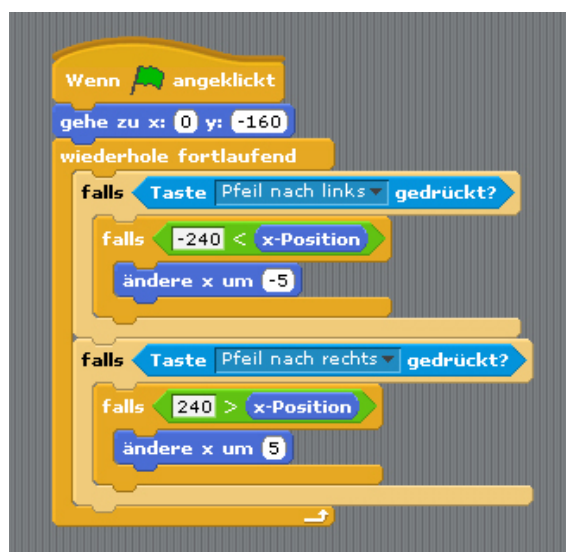 Wenn angeklickt
gehe zu x: 0 y: -160
wiederhole fortlaufend
falls Taste Pfeil nach links gedrückt?
falls -240 < x-Position
ändere x um -5
falls Taste Pfeil nach rechts gedrückt?
falls 240 > x-Position
ändere x um 5